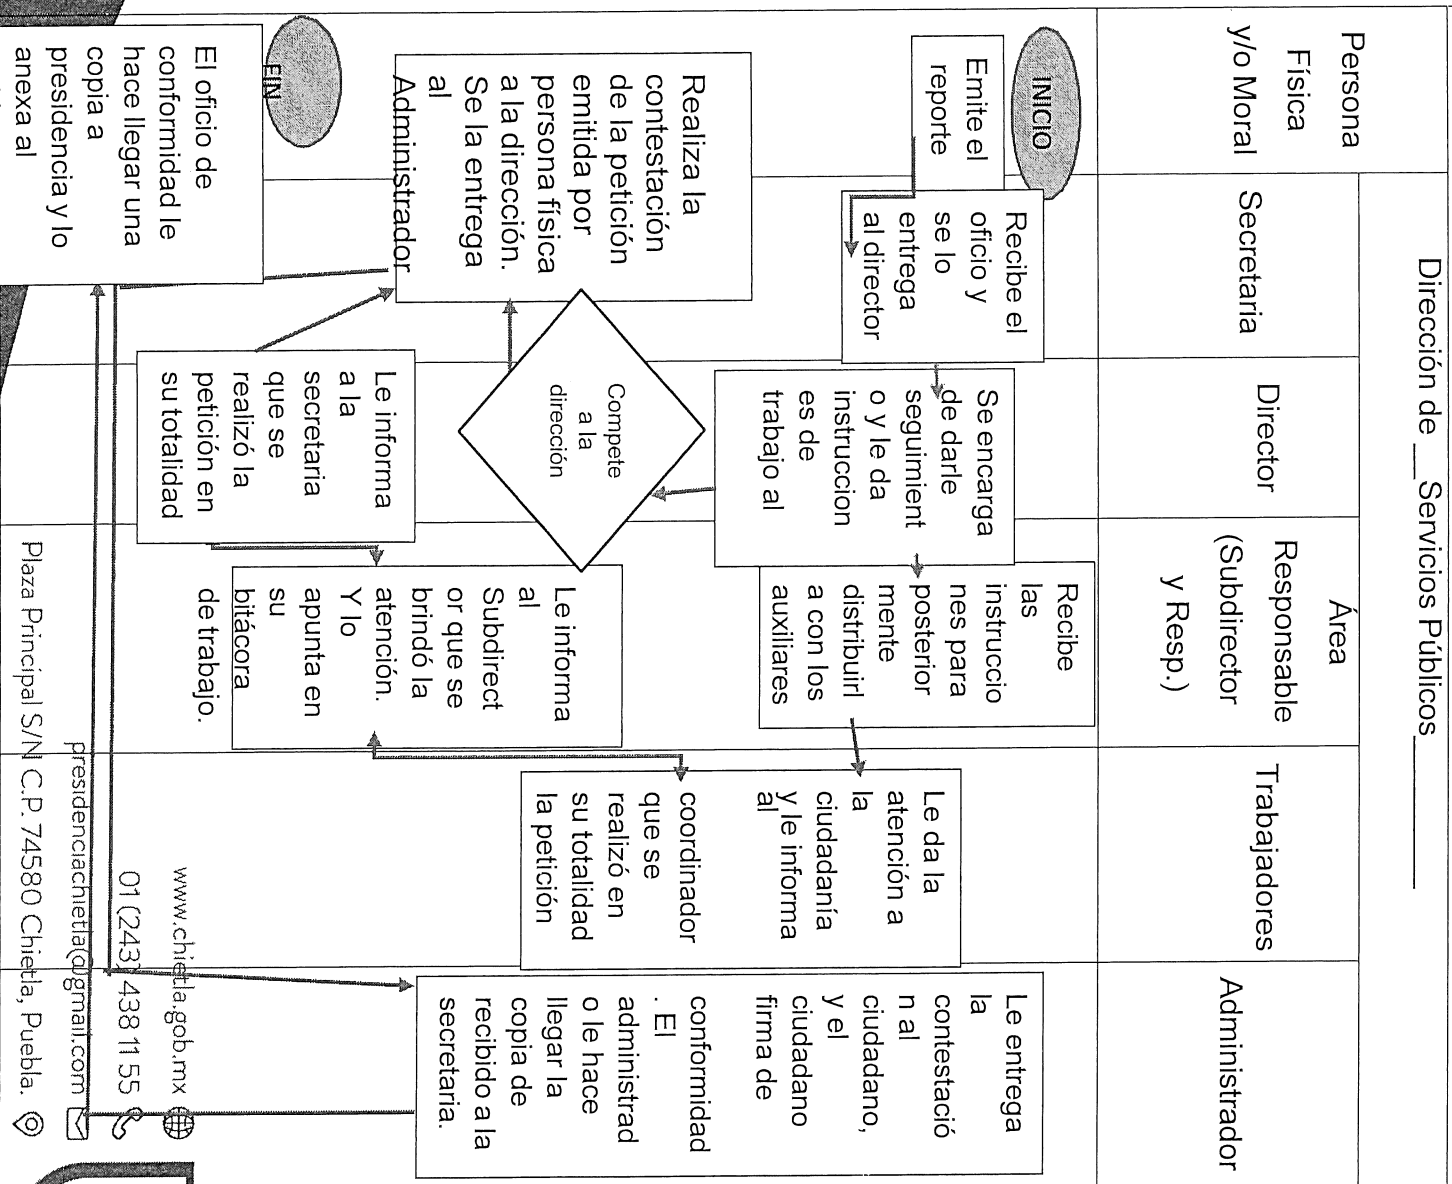 Dirección de __ Servicios Públicos__________
Persona
Física
y/o Moral
Secretaria
Director
Área
Responsable
(Subdirector
y Resp.)
Trabajadores
Administrador
INICIO
Emite el
reporte
Recibe el
oficio y
se lo
entrega
al director
Se encarga
de darle
seguimient
o y le da
instruccion
es de
trabajo al
Recibe
las
instruccio
nes para
posterior
mente
distribuirl
a con los
auxiliares
Le da la
atención a
la
ciudadanía
y le informa
al
coordinador
que se
realizó en
su totalidad
la petición
Le entrega
la
contestació
n al
ciudadano,
y el
ciudadano
firma de
conformidad
. El
administrad
o le hace
llegar la
copia de
recibido a la
secretaria.
Compete
a la
dirección
Realiza la
contestación
de la petición
emitida por
persona física
a la dirección.
Se la entrega
al
Administrador
Le informa
al
Subdirect
or que se
brindó la
atención.
Y lo
apunta en
su
bitácora
de trabajo.
Le informa
a la
secretaria
que se
realizó la
petición en
su totalidad
FIN
El oficio de
conformidad le
hace llegar una
copia a
presidencia y lo
anexa al
www.chietla.gob.mx
01 (243) 438 11 55
presidenciachietla@gmail.com
Plaza Principal S/N C.P. 74580 Chietla, Puebla.